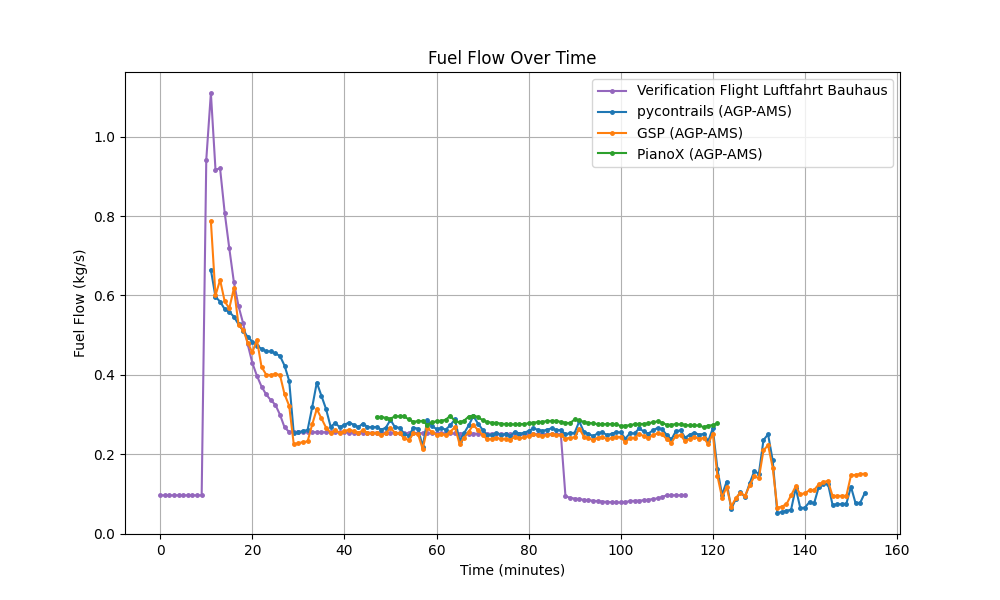 Fuel Flow Over Time
Verification Flight Luftfahrt Bauhaus
pycontrails (AGP-AMS)
GSP (AGP-AMS)
PianoX (AGP-AMS)
Fuel Flow (kg/s)
1.0
0.8
0.6
0.4
0.2
0.0
0 20 40 60 80 100 120 140 160
Time (minutes)